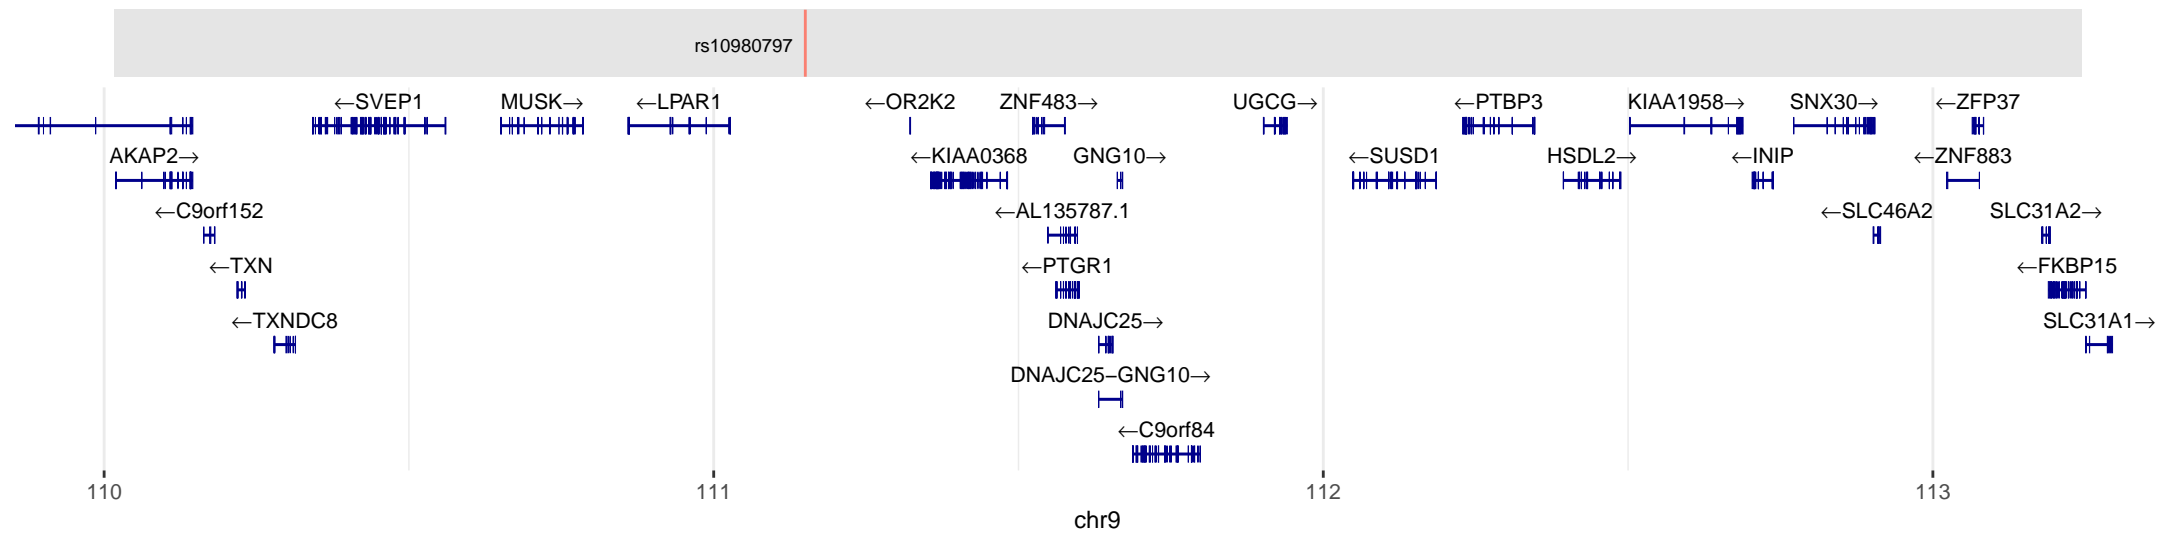 rs10980797
←SVEP1 MUSK→ ←LPAR1 ←OR2K2 ZNF483→ UGCG→ ←PTBP3 KIAA1958→ SNX30→ ←ZFP37
AKAP2→ ←KIAA0368 GNG10→ ←SUSD1 HSDL2→ ←INIP ←ZNF883
←C9orf152 ←AL135787.1 ←SLC46A2 SLC31A2→
←TXN ←PTGR1 ←FKBP15
←TXNDC8 DNAJC25→ SLC31A1→
DNAJC25−GNG10→
←C9orf84
110 111 112 113
chr9